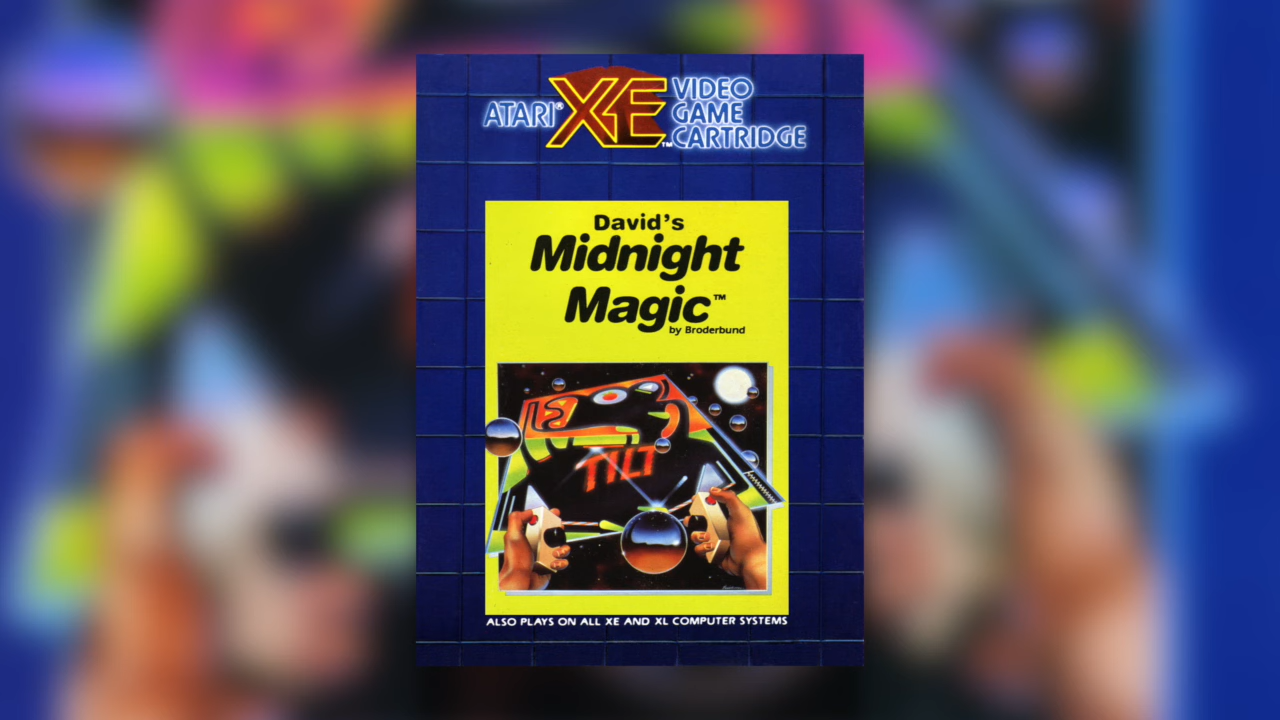 ATARI® XE™ VIDEO
GAME
CARTRIDGE
David's
Midnight
Magic™
by Broderbund
TILT
ALSO PLAYS ON ALL XE AND XL COMPUTER SYSTEMS